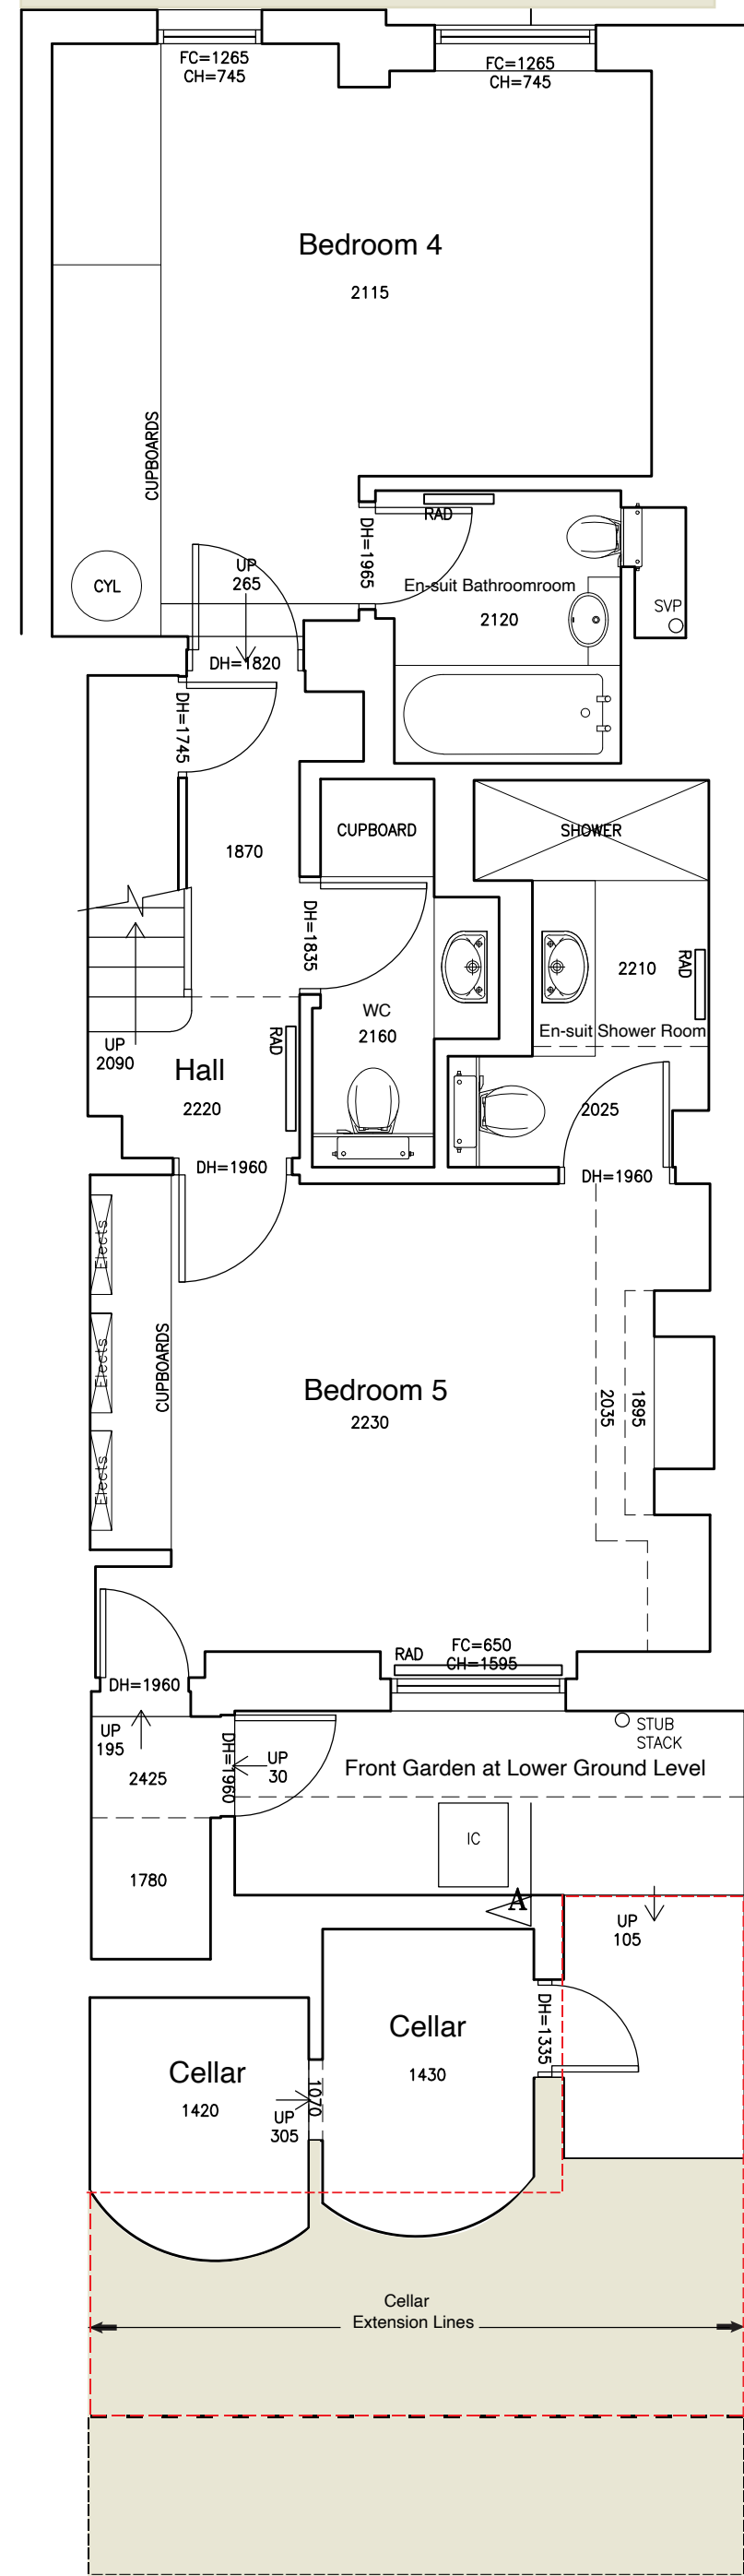 FC=1265
CH=745
FC=1265
CH=745
Bedroom 4
2115
CUPBOARDS
CYL
UP
265
DH=1820
DH=1965
RAD
En-suit Bathroomroom
2120
SVP
DH=1745
1870
CUPBOARD
SHOWER
DH=1835
WC
2160
2210
RAD
En-suit Shower Room
UP
2090
Hall
2220
RAD
2025
DH=1960
DH=1960
Elects
Elects
Elects
CUPBOARDS
Bedroom 5
2230
2035
1895
RAD
FC=650
CH=1595
DH=1960
UP
195
2425
DH=1960
UP
30
STUB
STACK
Front Garden at Lower Ground Level
IC
1780
A
UP
105
Cellar
1430
DH=1335
Cellar
1420
1070
UP
305
Cellar
Extension Lines